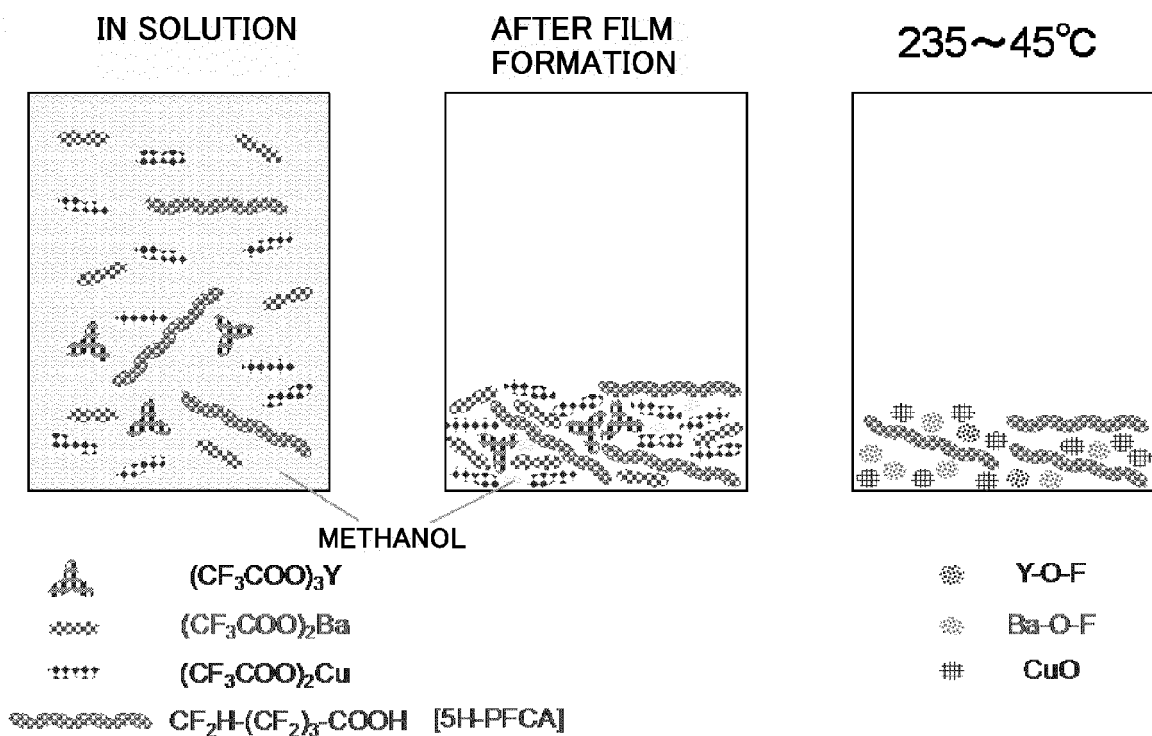 IN SOLUTION
AFTER FILM
FORMATION
235～45℃
METHANOL
(CF₃COO)₃Y
(CF₃COO)₂Ba
(CF₃COO)₂Cu
CF₂H-(CF₂)₃-COOH [5H-PFCA]
Y-O-F
Ba-O-F
CuO